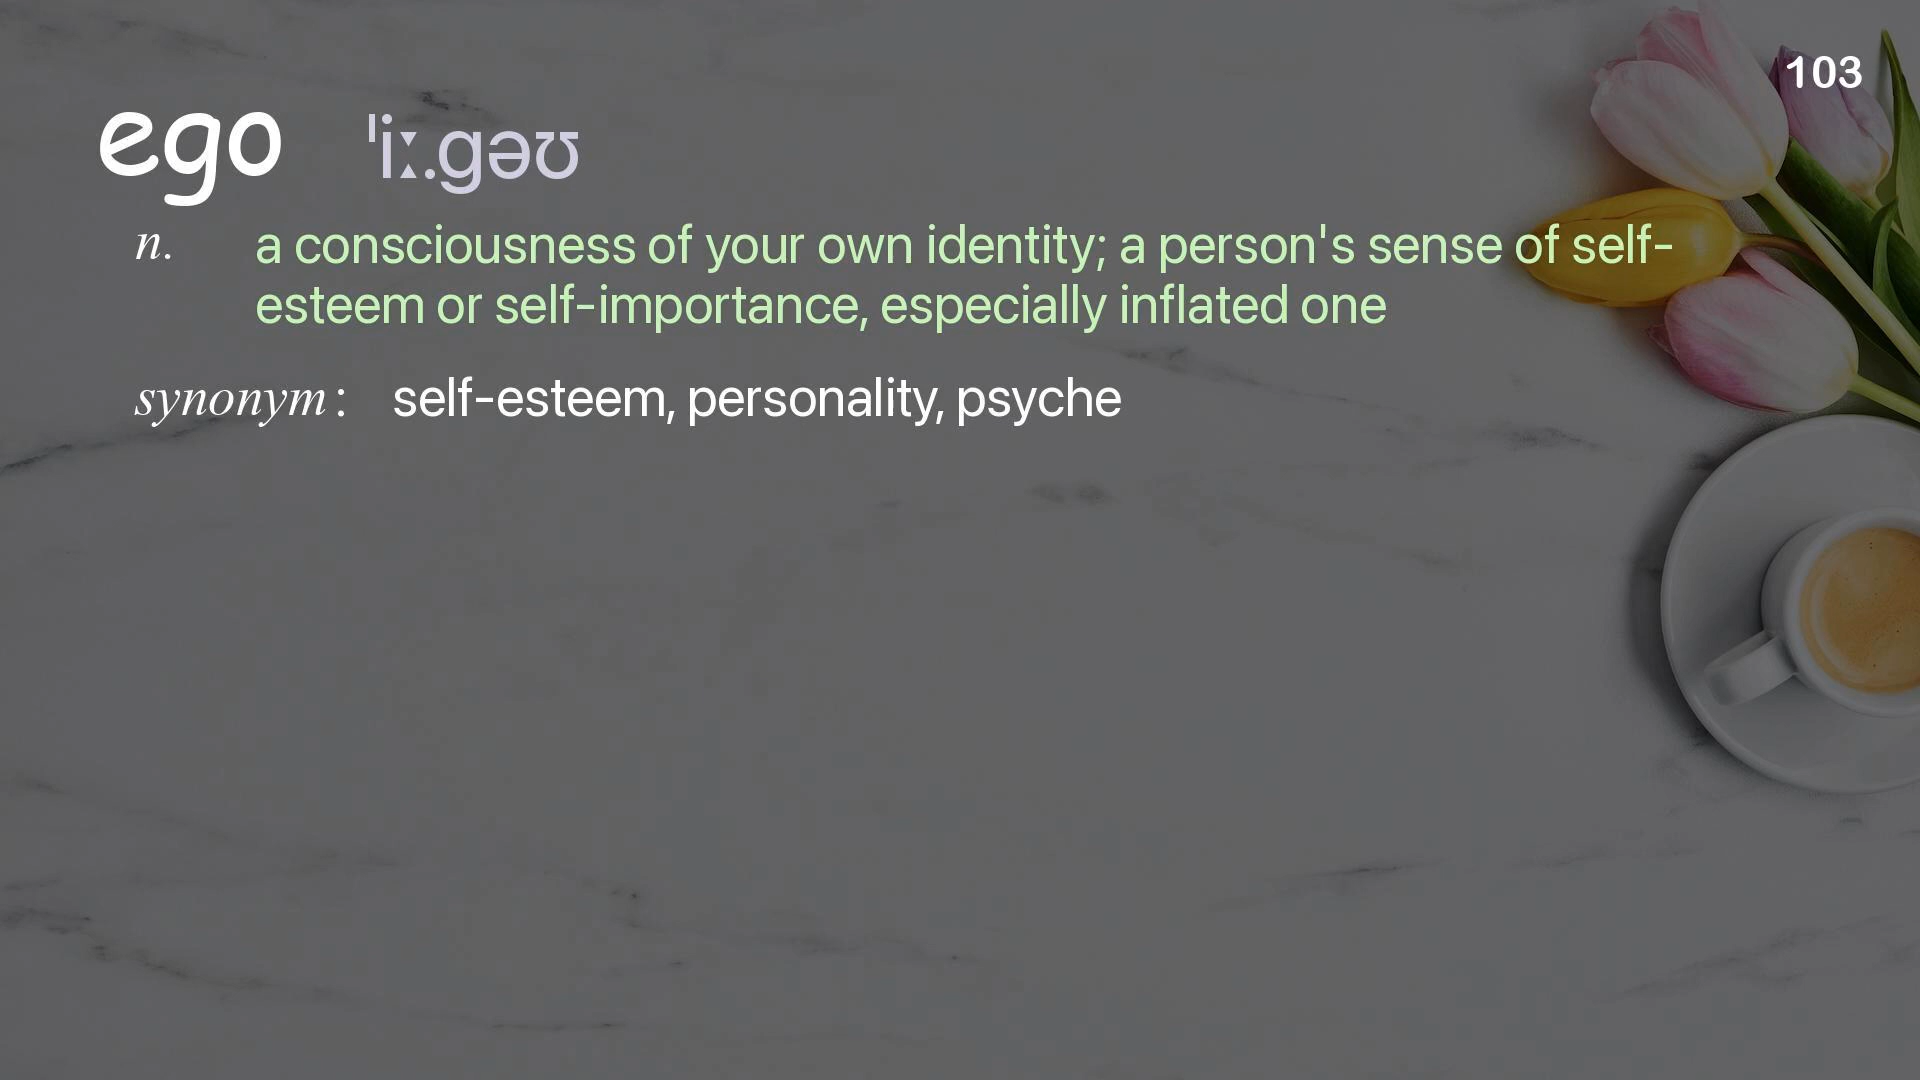 103
ego ˈiː.gəʊ
n. a consciousness of your own identity; a person's sense of self-
esteem or self-importance, especially inflated one
synonym : self-esteem, personality, psyche